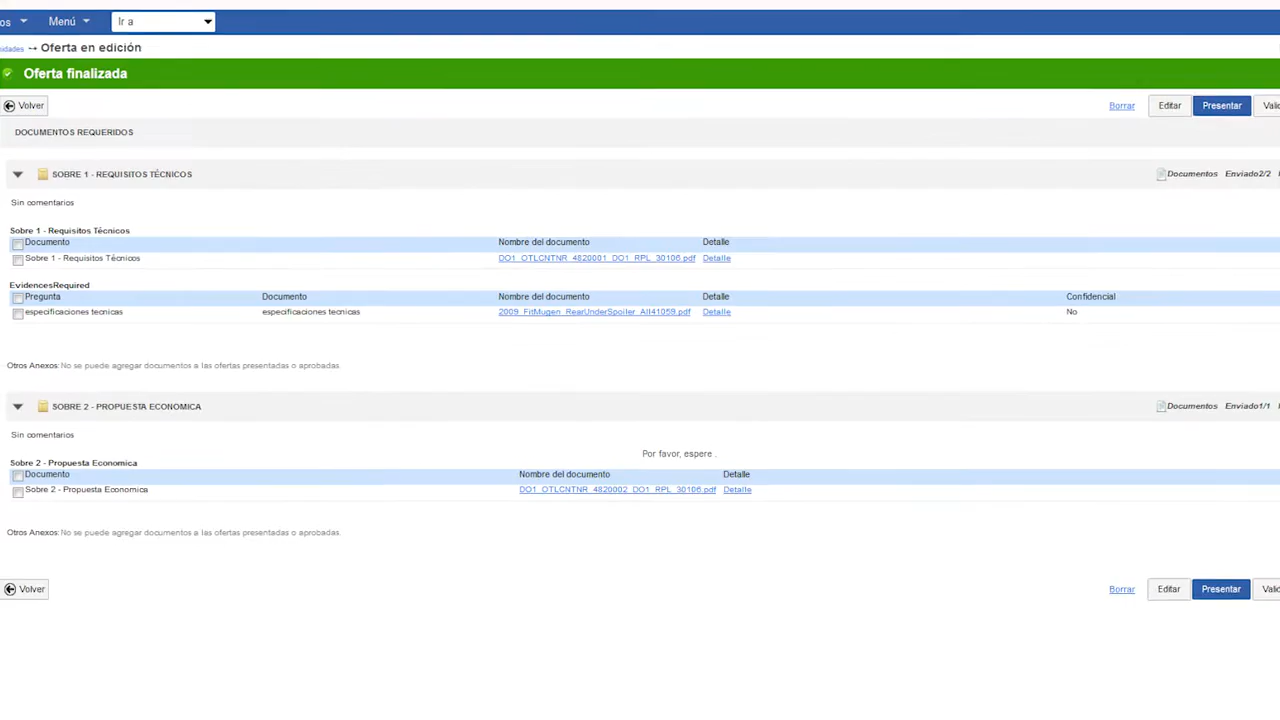 os Menú Ir a
nidades → Oferta en edición
Oferta finalizada
Volver Borrar Editar Presentar Valid
DOCUMENTOS REQUERIDOS
SOBRE 1 - REQUISITOS TÉCNICOS Documentos Enviado2/2
Sin comentarios
Sobre 1 - Requisitos Técnicos
Documento Nombre del documento Detalle
Sobre 1 - Requisitos Técnicos DO1_OTLCNTNR_4820001_DO1_RPL_30106.pdf Detalle
EvidencesRequired
Pregunta Documento Nombre del documento Detalle Confidencial
especificaciones tecnicas especificaciones tecnicas 2009_FitMugen_RearUnderSpoiler_AII41059.pdf Detalle No
Otros Anexos: No se puede agregar documentos a las ofertas presentadas o aprobadas.
SOBRE 2 - PROPUESTA ECONOMICA Documentos Enviado1/1
Sin comentarios
Por favor, espere .
Sobre 2 - Propuesta Economica
Documento Nombre del documento Detalle
Sobre 2 - Propuesta Economica DO1_OTLCNTNR_4820002_DO1_RPL_30106.pdf Detalle
Otros Anexos: No se puede agregar documentos a las ofertas presentadas o aprobadas.
Volver Borrar Editar Presentar Valid